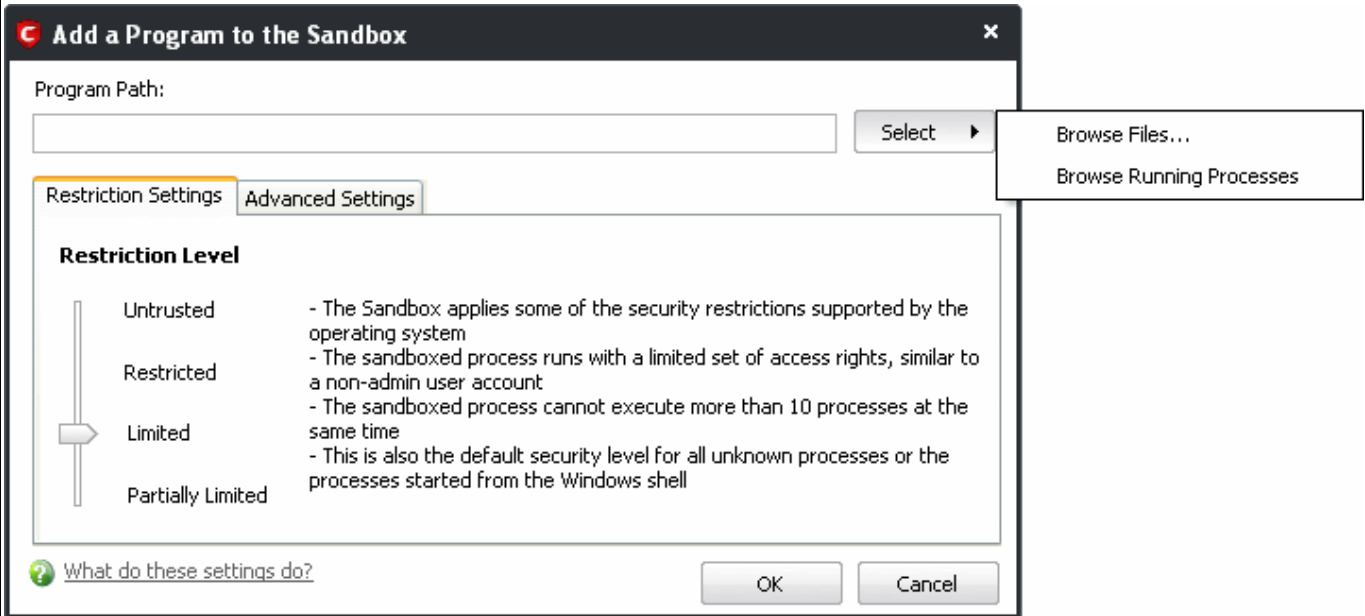 C Add a Program to the Sandbox
Program Path:
Select
Browse Files...
Browse Running Processes
Restriction Settings
Advanced Settings
Restriction Level
Untrusted
Restricted
Limited
Partially Limited
- The Sandbox applies some of the security restrictions supported by the
operating system
- The sandboxed process runs with a limited set of access rights, similar to
a non-admin user account
- The sandboxed process cannot execute more than 10 processes at the
same time
- This is also the default security level for all unknown processes or the
processes started from the Windows shell
? What do these settings do?
OK
Cancel